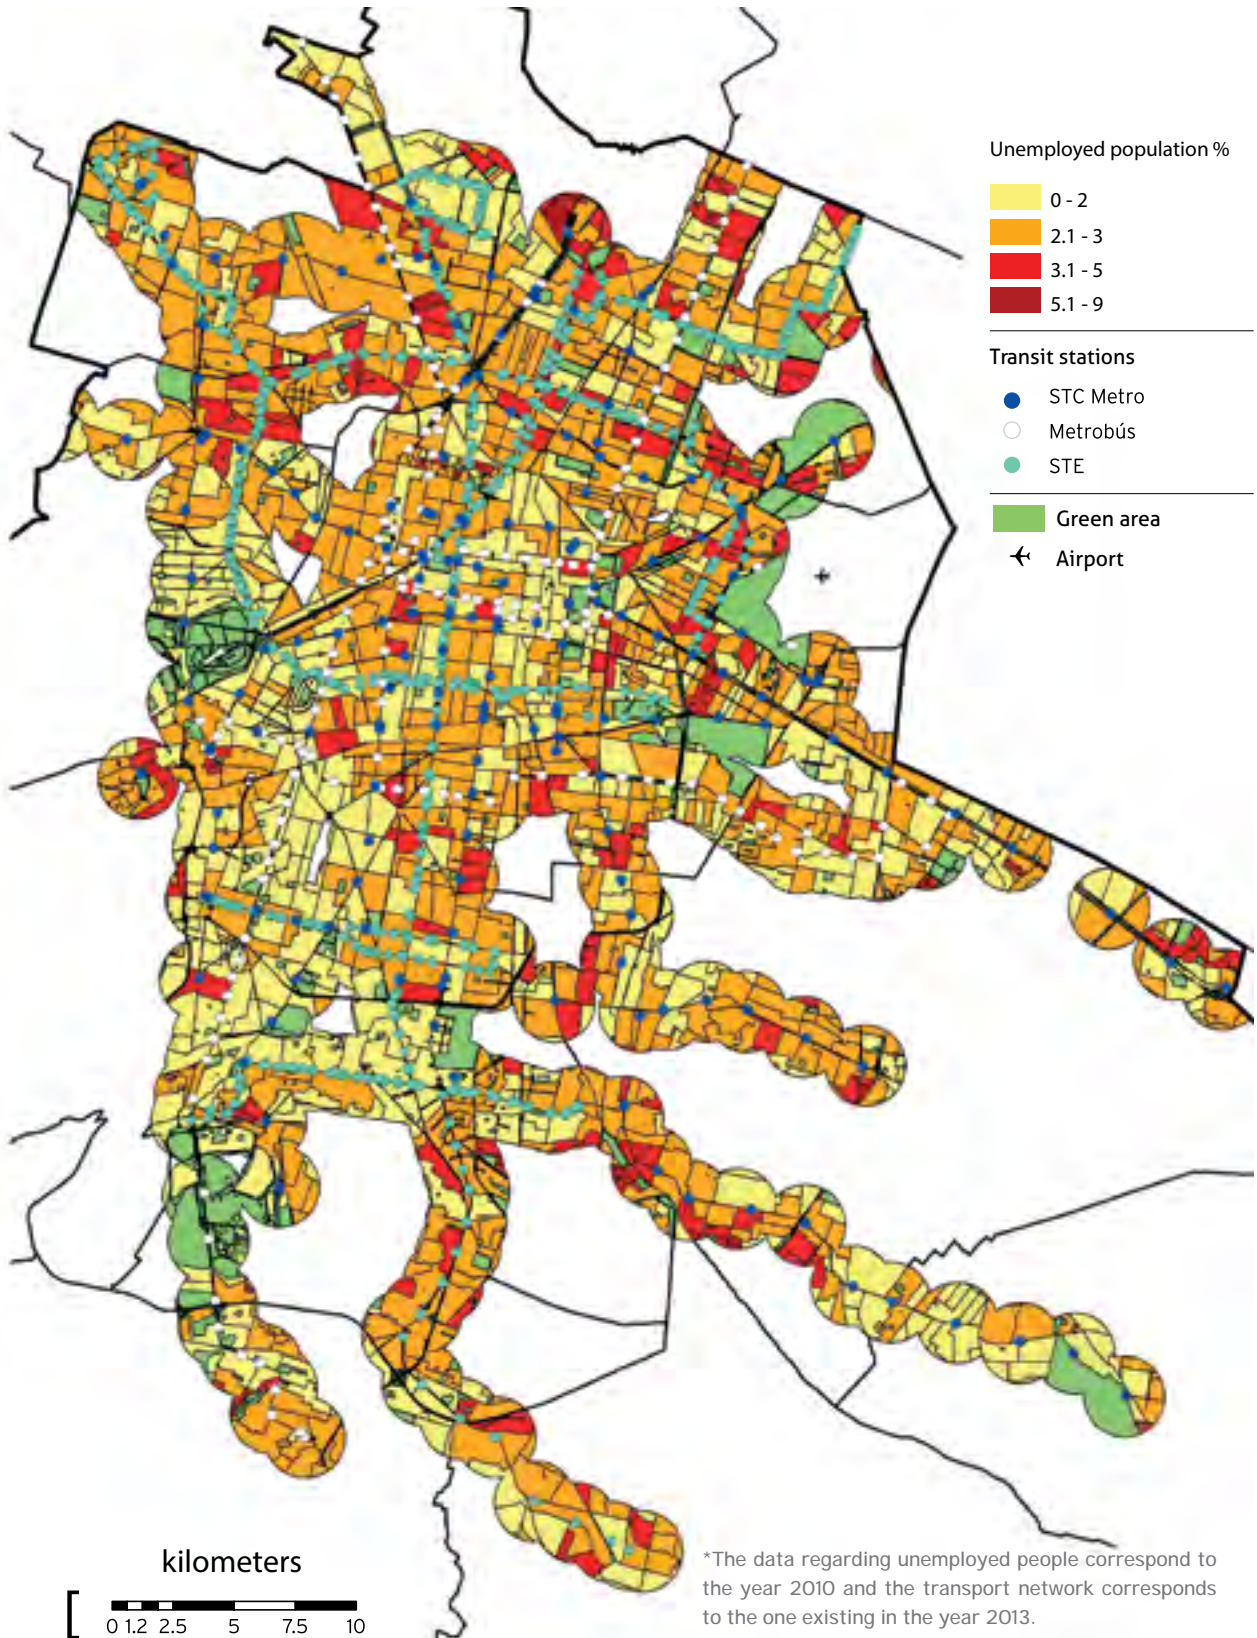 Unemployed population %
0 - 2
2.1 - 3
3.1 - 5
5.1 - 9
Transit stations
STC Metro
Metrobús
STE
Green area
Airport
kilometers
0 1.2 2.5 5 7.5 10
*The data regarding unemployed people correspond to
the year 2010 and the transport network corresponds
to the one existing in the year 2013.